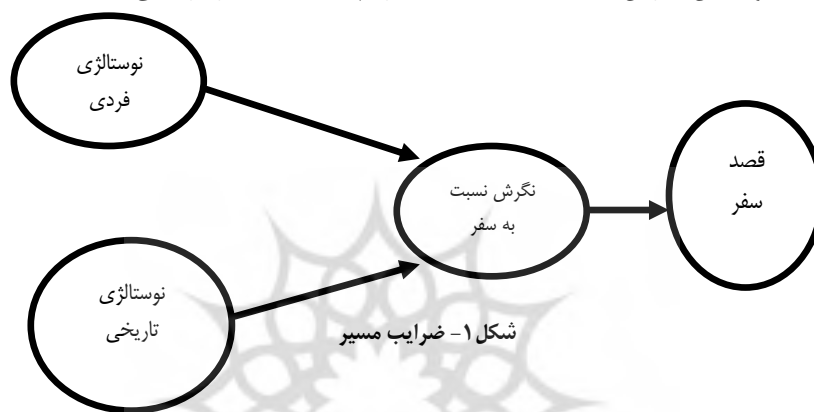 نوستالژی
فردی
قصد
سفر
نگرش نسبت
به سفر
نوستالژی
تاریخی
شکل۱- ضرایب مسیر